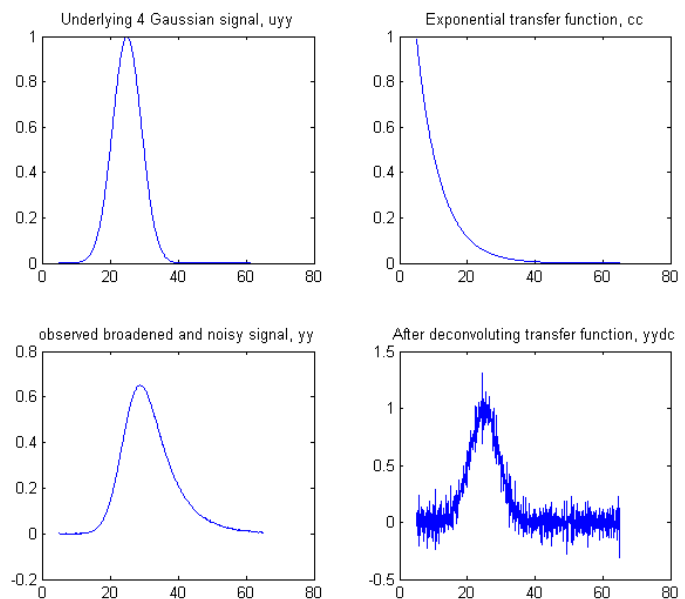 Underlying 4 Gaussian signal, uyy
1
0.8
0.6
0.4
0.2
0
0 20 40 60 80
Exponential transfer function, cc
1
0.8
0.6
0.4
0.2
0
0 20 40 60 80
observed broadened and noisy signal, yy
0.8
0.6
0.4
0.2
0
-0.2
0 20 40 60 80
After deconvoluting transfer function, yydc
1.5
1
0.5
0
-0.5
0 20 40 60 80